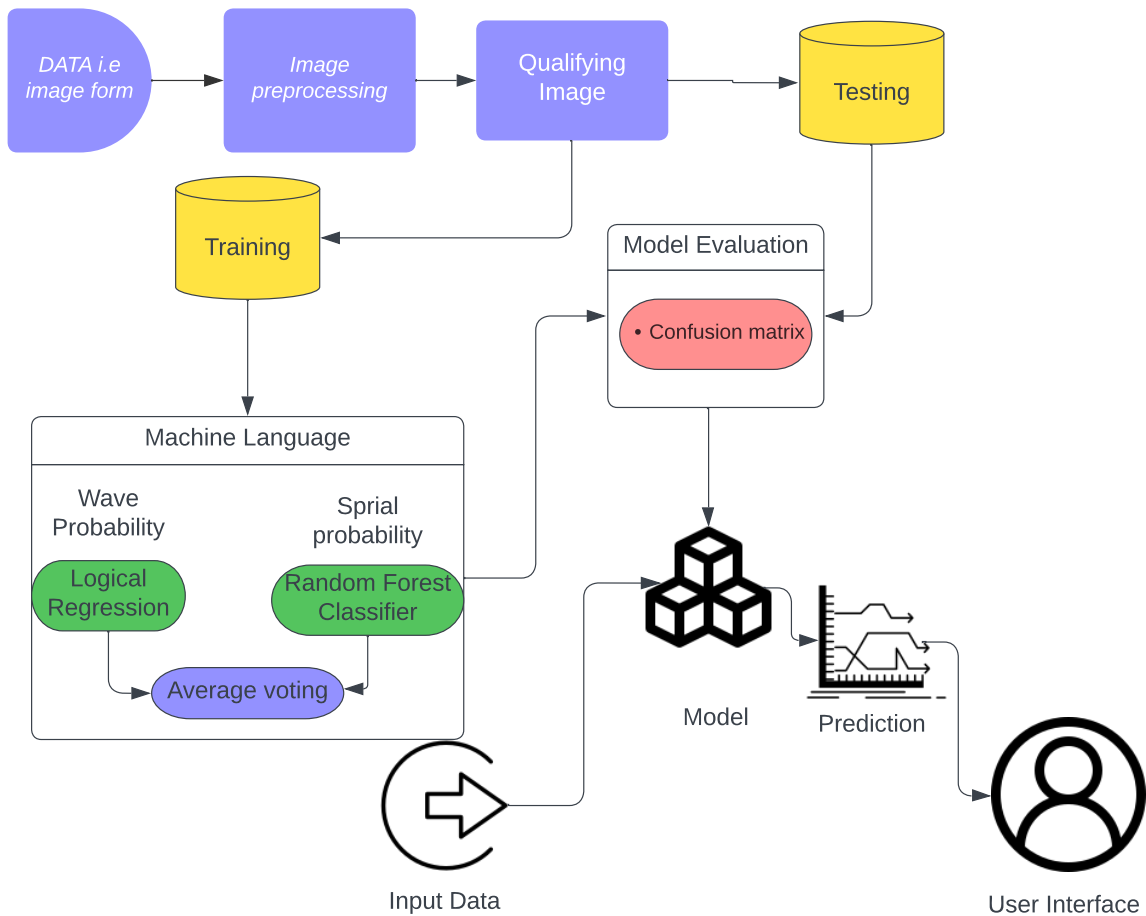 DATA i.e
image form
Image
preprocessing
Qualifying
Image
Testing
Training
Model Evaluation
• Confusion matrix
Machine Language
Wave
Probability
Sprial
probability
Logical
Regression
Random Forest
Classifier
Average voting
Model
Prediction
Input Data
User Interface